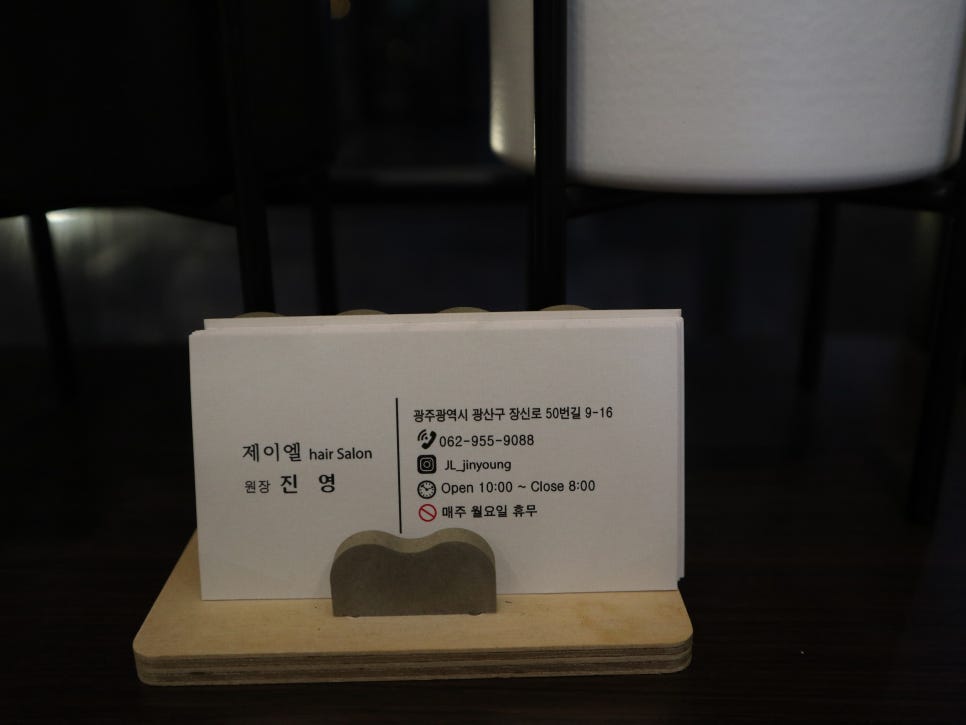 제이엘 hair Salon
원장 진 영
광주광역시 광산구 장신로 50번길 9-16
062-955-9088
JL_jinyoung
Open 10:00 ~ Close 8:00
매주 월요일 휴무